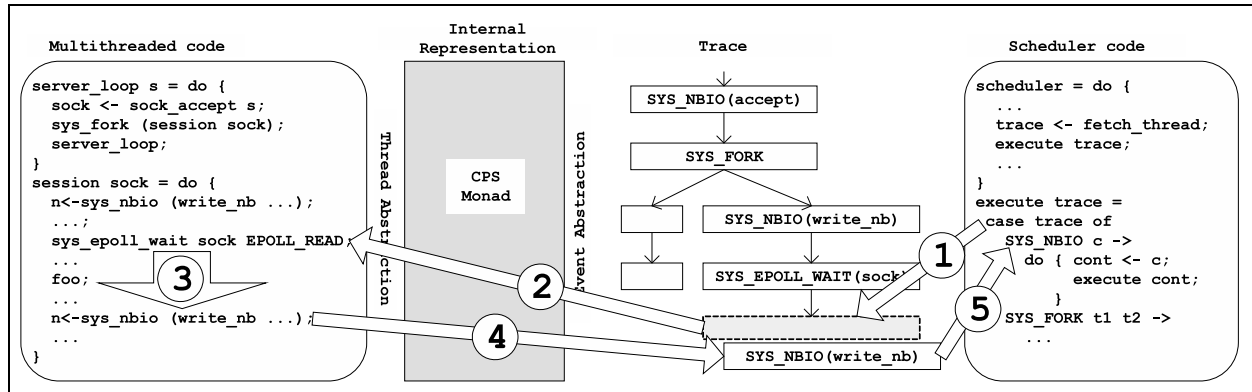 Multithreaded code
server_loop s = do {
sock <- sock_accept s;
sys_fork (session sock);
server_loop;
}
session sock = do {
n<-sys_nbio (write_nb ...);
...;
sys_epoll_wait sock EPOLL_READ
...
foo;
...
n<-sys_nbio (write_nb ...);
...
}
3
Thread Abstraction
Internal
Representation
CPS
Monad
2
4
Event Abstraction
Trace
SYS_NBIO(accept)
SYS_FORK
SYS_NBIO(write_nb)
SYS_EPOLL_WAIT(sock)
SYS_NBIO(write_nb)
1
5
Scheduler code
scheduler = do {
...
trace <- fetch_thread;
execute trace;
...
}
execute trace =
case trace of
SYS_NBIO c ->
do { cont <- c;
execute cont;
}
SYS_FORK t1 t2 ->
...